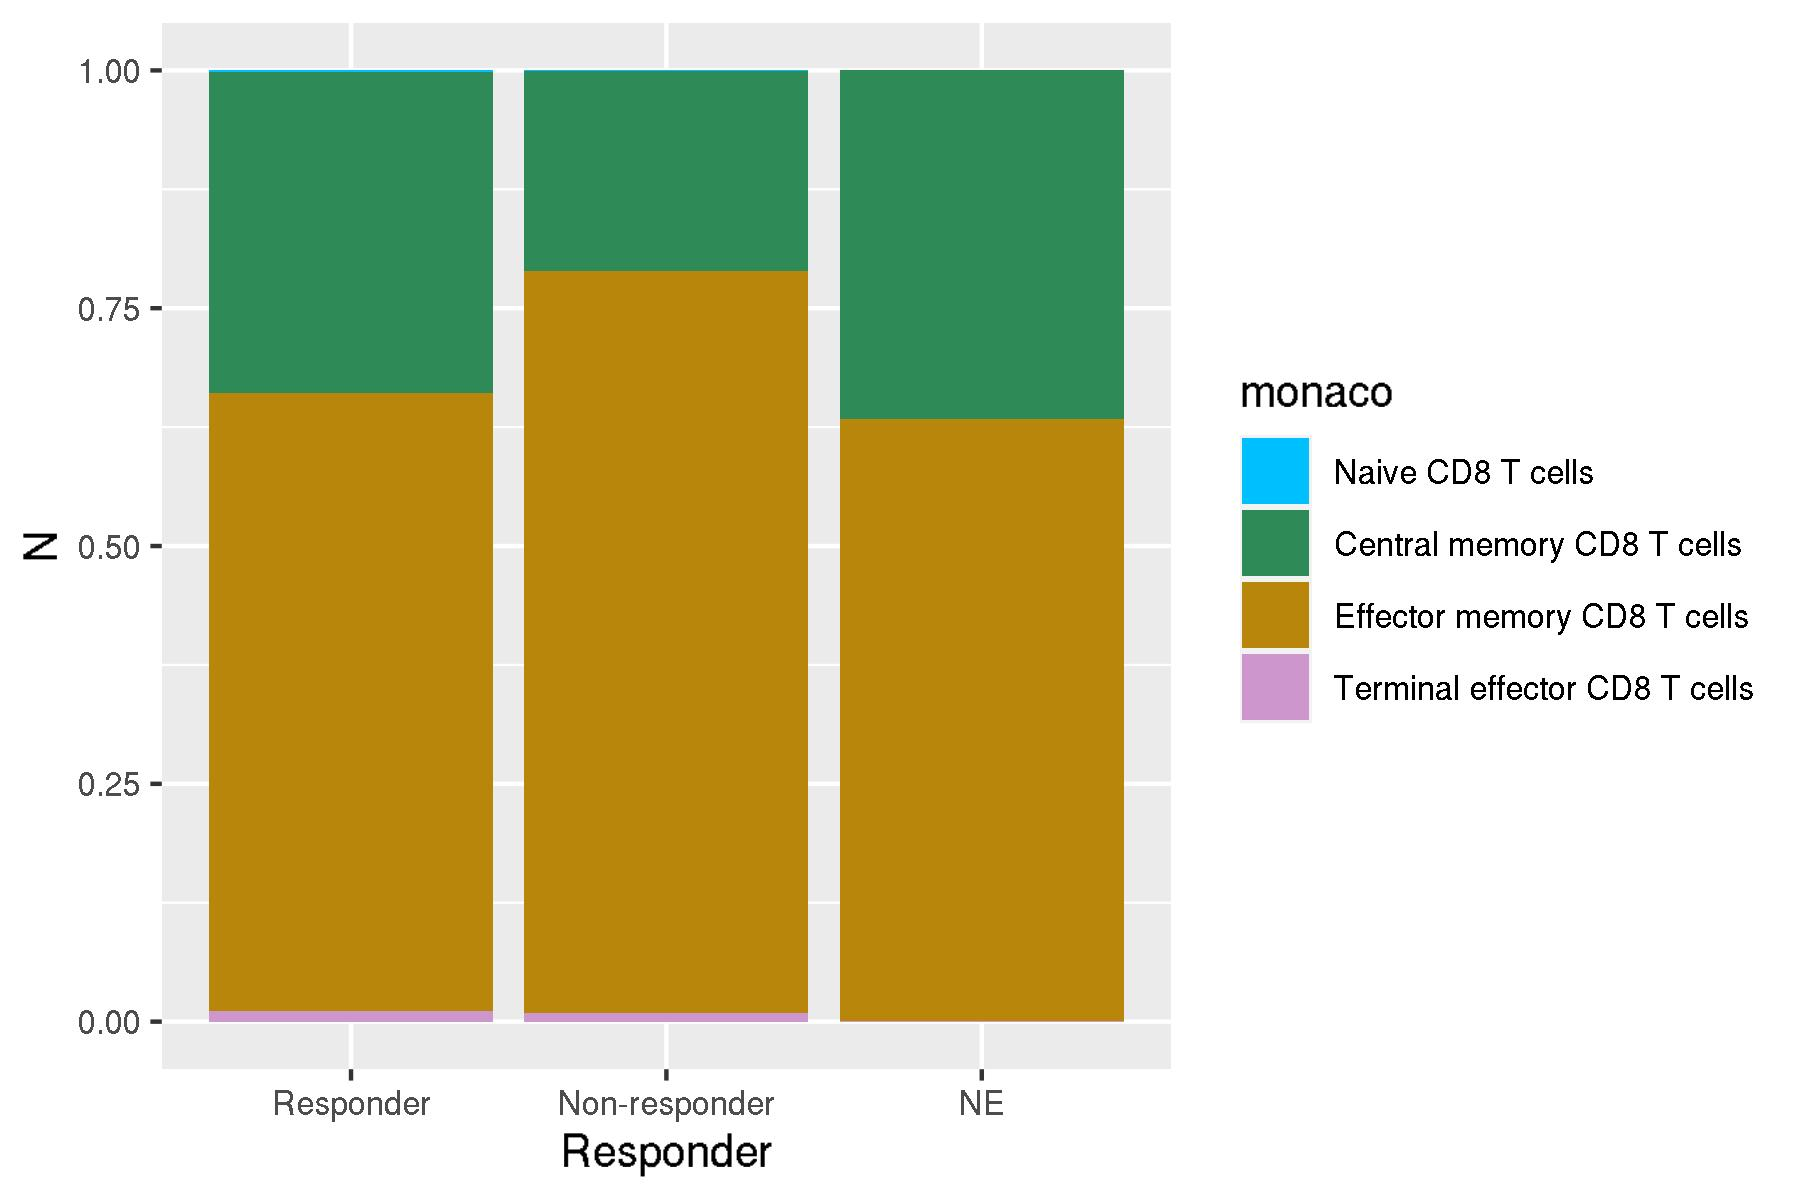 1.00
0.75
0.50
0.25
0.00
N
Responder
Non-responder
NE
Responder
monaco
Naive CD8 T cells
Central memory CD8 T cells
Effector memory CD8 T cells
Terminal effector CD8 T cells